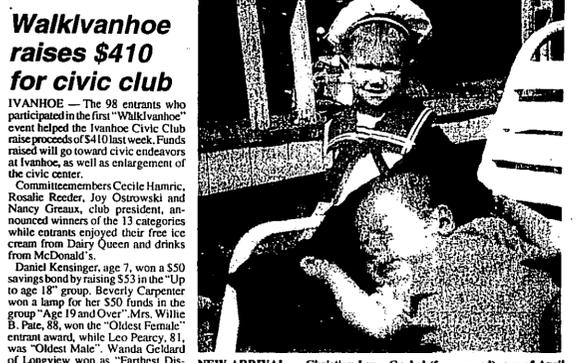 WalkIvanhoe
raises $410
for civic club
IVANHOE — The 98 entrants who
participated in the first "WalkIvanhoe"
event helped the Ivanhoe Civic Club
raise proceeds of $410 last week. Funds
raised will go toward civic endeavors
at Ivanhoe, as well as enlargement of
the civic center.
Committeemembers Cecile Hamric,
Rosalie Reeder, Joy Ostrowski and
Nancy Greaux, club president, an-
nounced winners of the 13 categories
while entrants enjoyed their free ice
cream from Dairy Queen and drinks
from McDonald's.
Daniel Kensinger, age 7, won a $50
savings bond by raising $53 in the "Up
to age 18" group. Beverly Carpenter
won a lamp for her $50 funds in the
group "Age 19 and Over". Mrs. Willie
B. Pate, 88, won the "Oldest Female"
entrant award, while Leo Pearcy, 81,
was "Oldest Male". Wanda Geldard
of Longview won as "Farthest Dis-
NEW ARRIVAL